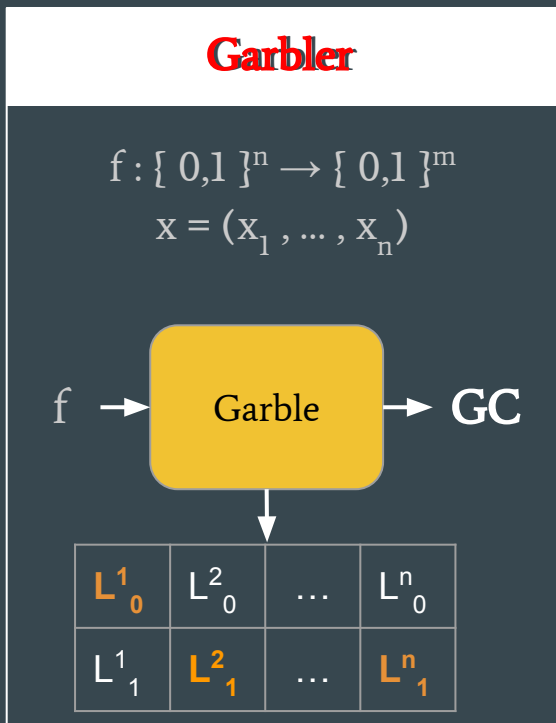 Garbler
f : { 0,1 }ⁿ → { 0,1 }ᵐ
x = (x₁ , ... , xₙ)
f → Garble → GC
L¹₀ L²₀ ... Lⁿ₀
L¹₁ L²₁ ... Lⁿ₁